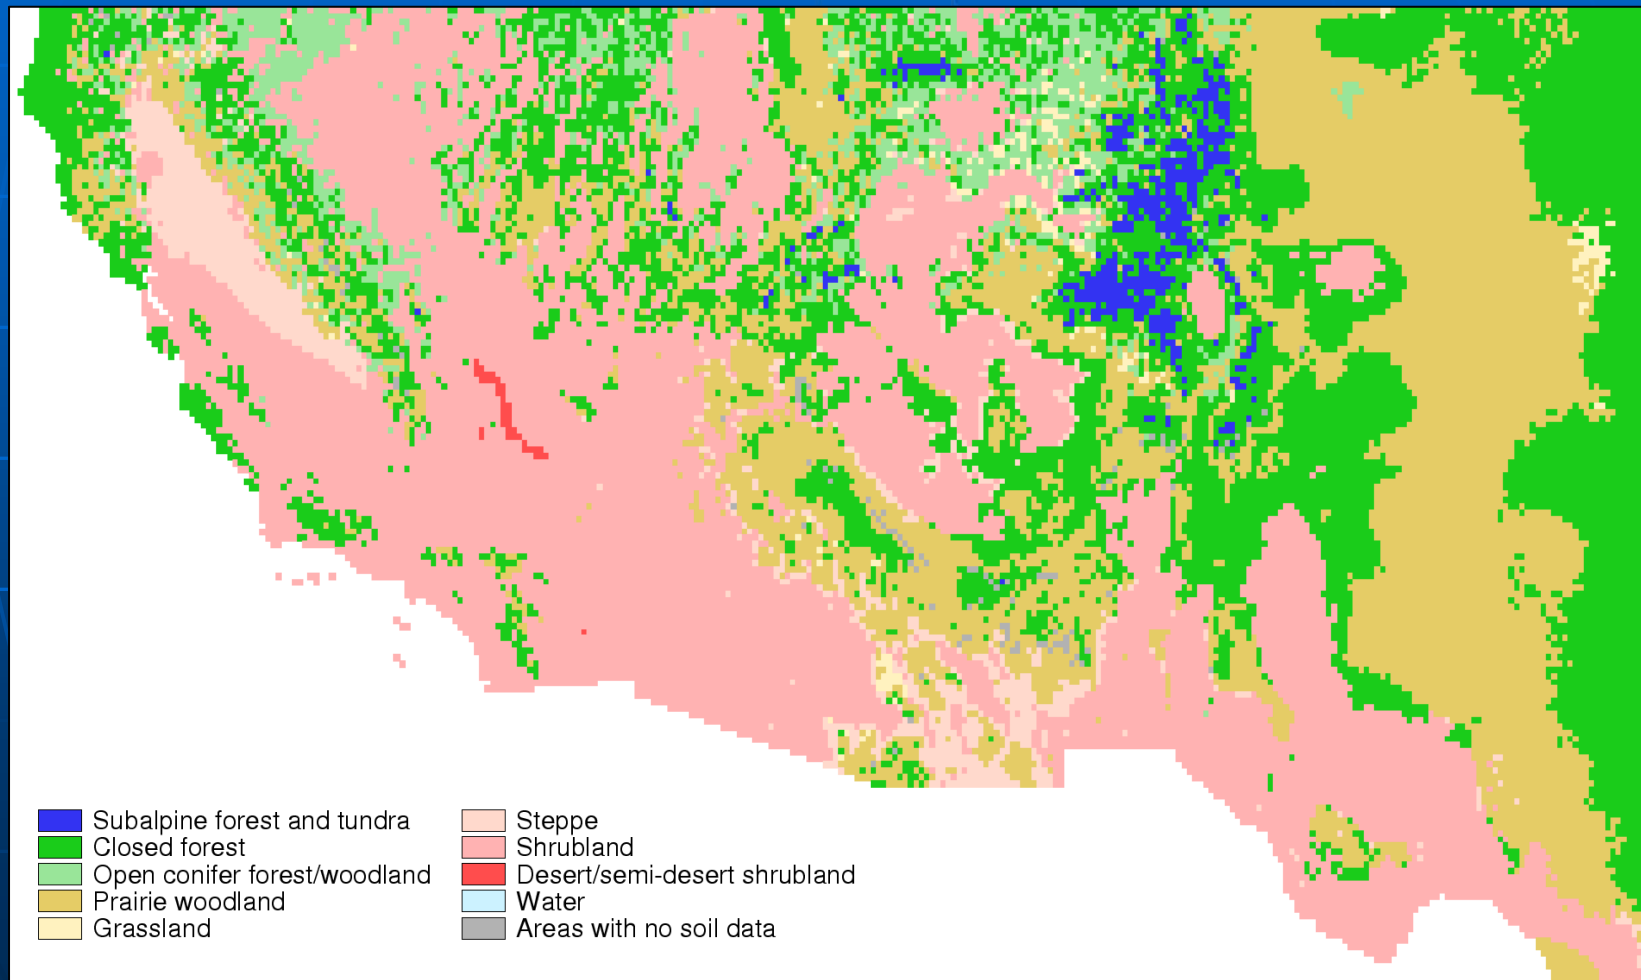 Subalpine forest and tundra
Closed forest
Open conifer forest/woodland
Prairie woodland
Grassland
Steppe
Shrubland
Desert/semi-desert shrubland
Water
Areas with no soil data